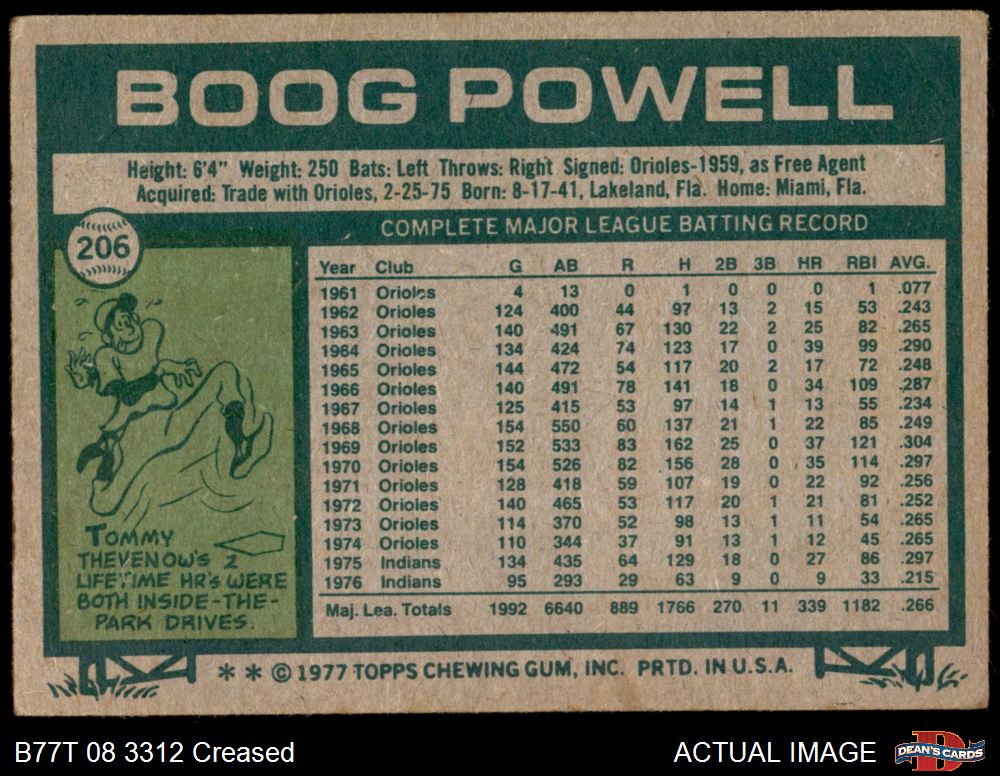 BOOG POWELL
Height: 6'4" Weight: 250 Bats: Left Throws: Right Signed: Orioles-1959, as Free Agent
Acquired: Trade with Orioles, 2-25-75 Born: 8-17-41, Lakeland, Fla. Home: Miami, Fla.
206
COMPLETE MAJOR LEAGUE BATTING RECORD
Year Club G AB R H 2B 3B HR RBI AVG.
1961 Orioles 4 13 0 1 0 0 0 1 .077
1962 Orioles 124 400 44 97 13 2 15 53 .243
1963 Orioles 140 491 67 130 22 2 25 82 .265
1964 Orioles 134 424 74 123 17 0 39 99 .290
1965 Orioles 144 472 54 117 20 2 17 72 .248
1966 Orioles 140 491 78 141 18 0 34 109 .287
1967 Orioles 125 415 53 97 14 1 13 55 .234
1968 Orioles 154 550 60 137 21 1 22 85 .249
1969 Orioles 152 533 83 162 25 0 37 121 .304
1970 Orioles 154 526 82 156 28 0 35 114 .297
1971 Orioles 128 418 59 107 19 0 22 92 .256
1972 Orioles 140 465 53 117 20 1 21 81 .252
1973 Orioles 114 370 52 98 13 1 11 54 .265
1974 Orioles 110 344 37 91 13 1 12 45 .265
1975 Indians 134 435 64 129 18 0 27 86 .297
1976 Indians 95 293 29 63 9 0 9 33 .215
Maj. Lea. Totals 1992 6640 889 1766 270 11 339 1182 .266
TOMMY
THEVENOW'S 2
LIFETIME HR'S WERE
BOTH INSIDE-THE-
PARK DRIVES.
* * © 1977 TOPPS CHEWING GUM, INC. PRTD. IN U.S.A.
B77T 08 3312 Creased
ACTUAL IMAGE
D
DEAN'S CARDS